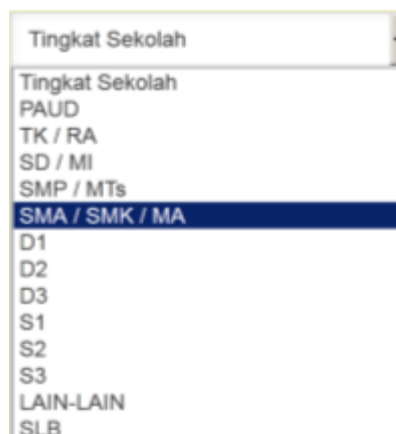 Tingkat Sekolah
Tingkat Sekolah
PAUD
TK / RA
SD / MI
SMP / MTs
SMA / SMK / MA
D1
D2
D3
S1
S2
S3
LAIN-LAIN
SLB